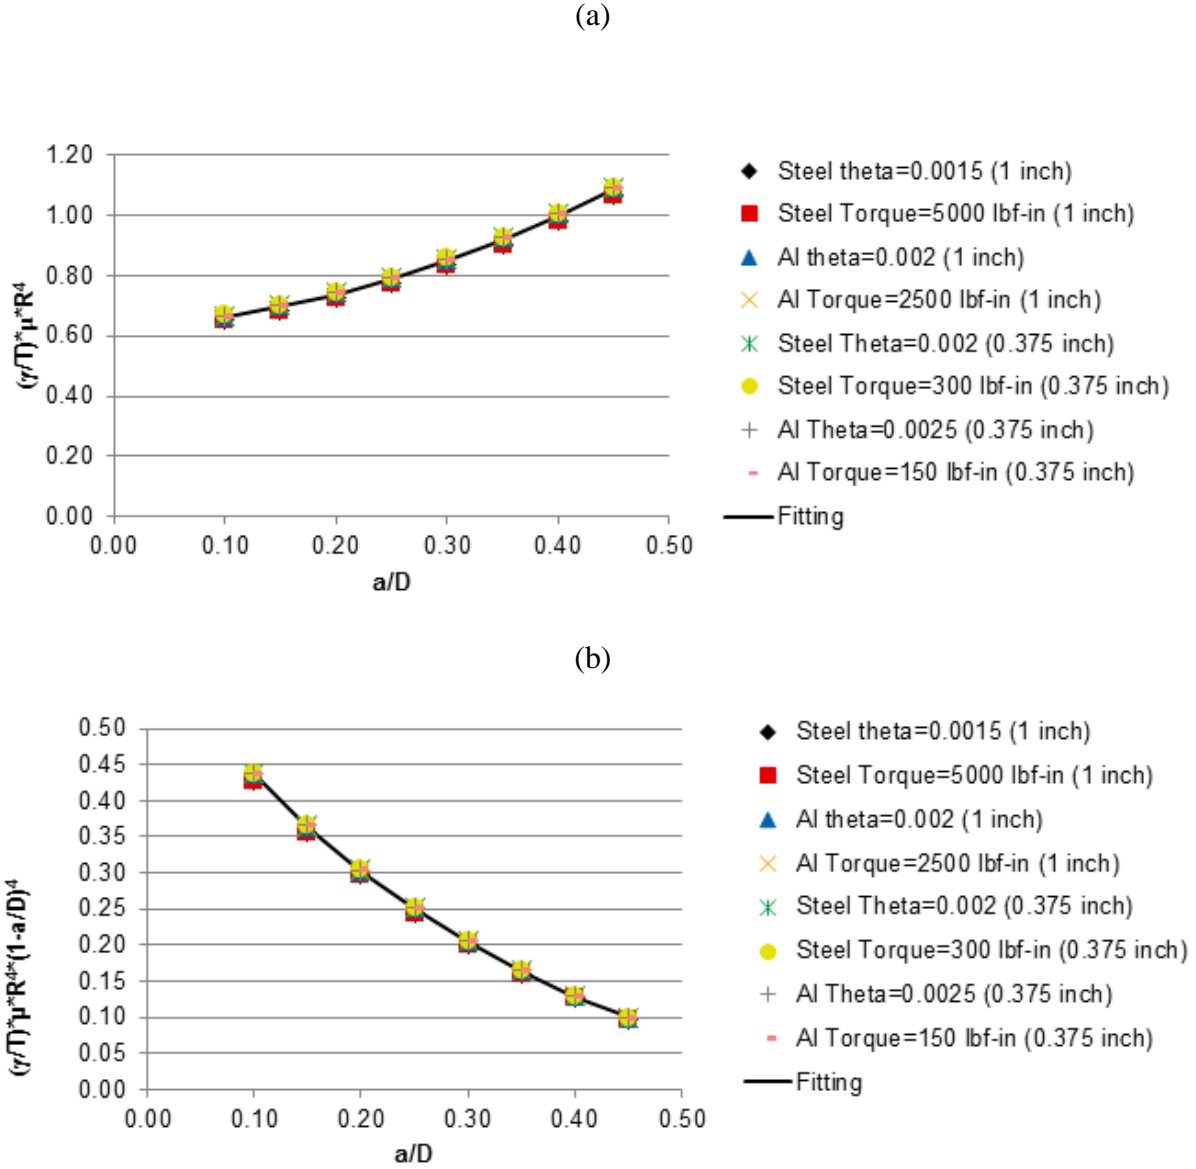 (a)
1.20
1.00
0.80
0.60
0.40
0.20
0.00
(γ/T)*μ*R⁴
0.00 0.10 0.20 0.30 0.40 0.50
a/D
Steel theta=0.0015 (1 inch)
Steel Torque=5000 lbf-in (1 inch)
Al theta=0.002 (1 inch)
Al Torque=2500 lbf-in (1 inch)
Steel Theta=0.002 (0.375 inch)
Steel Torque=300 lbf-in (0.375 inch)
Al Theta=0.0025 (0.375 inch)
Al Torque=150 lbf-in (0.375 inch)
Fitting
(b)
0.50
0.45
0.40
0.35
0.30
0.25
0.20
0.15
0.10
0.05
0.00
(γ/T)*μ*R⁴*(1-a/D)⁴
0.00 0.10 0.20 0.30 0.40 0.50
a/D
Steel theta=0.0015 (1 inch)
Steel Torque=5000 lbf-in (1 inch)
Al theta=0.002 (1 inch)
Al Torque=2500 lbf-in (1 inch)
Steel Theta=0.002 (0.375 inch)
Steel Torque=300 lbf-in (0.375 inch)
Al Theta=0.0025 (0.375 inch)
Al Torque=150 lbf-in (0.375 inch)
Fitting